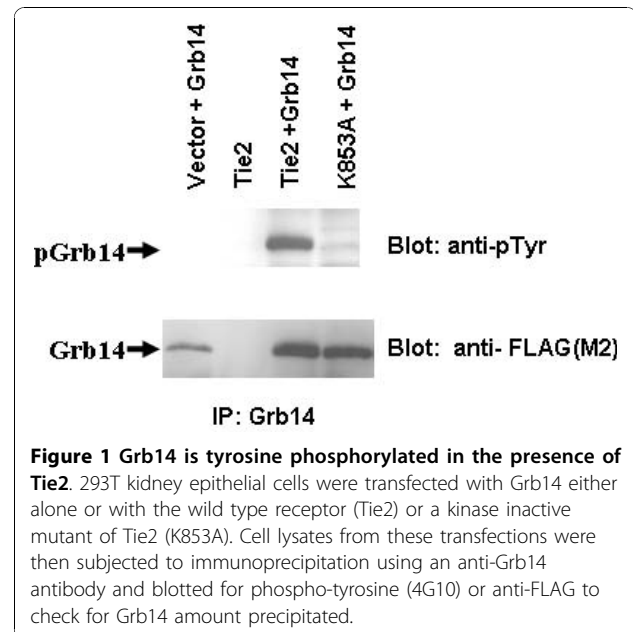 Vector + Grb14
Tie2
Tie2 +Grb14
K853A + Grb14
pGrb14
Blot: anti-pTyr
Grb14
Blot: anti- FLAG(M2)
IP: Grb14
Figure 1 Grb14 is tyrosine phosphorylated in the presence of
Tie2. 293T kidney epithelial cells were transfected with Grb14 either
alone or with the wild type receptor (Tie2) or a kinase inactive
mutant of Tie2 (K853A). Cell lysates from these transfections were
then subjected to immunoprecipitation using an anti-Grb14
antibody and blotted for phospho-tyrosine (4G10) or anti-FLAG to
check for Grb14 amount precipitated.